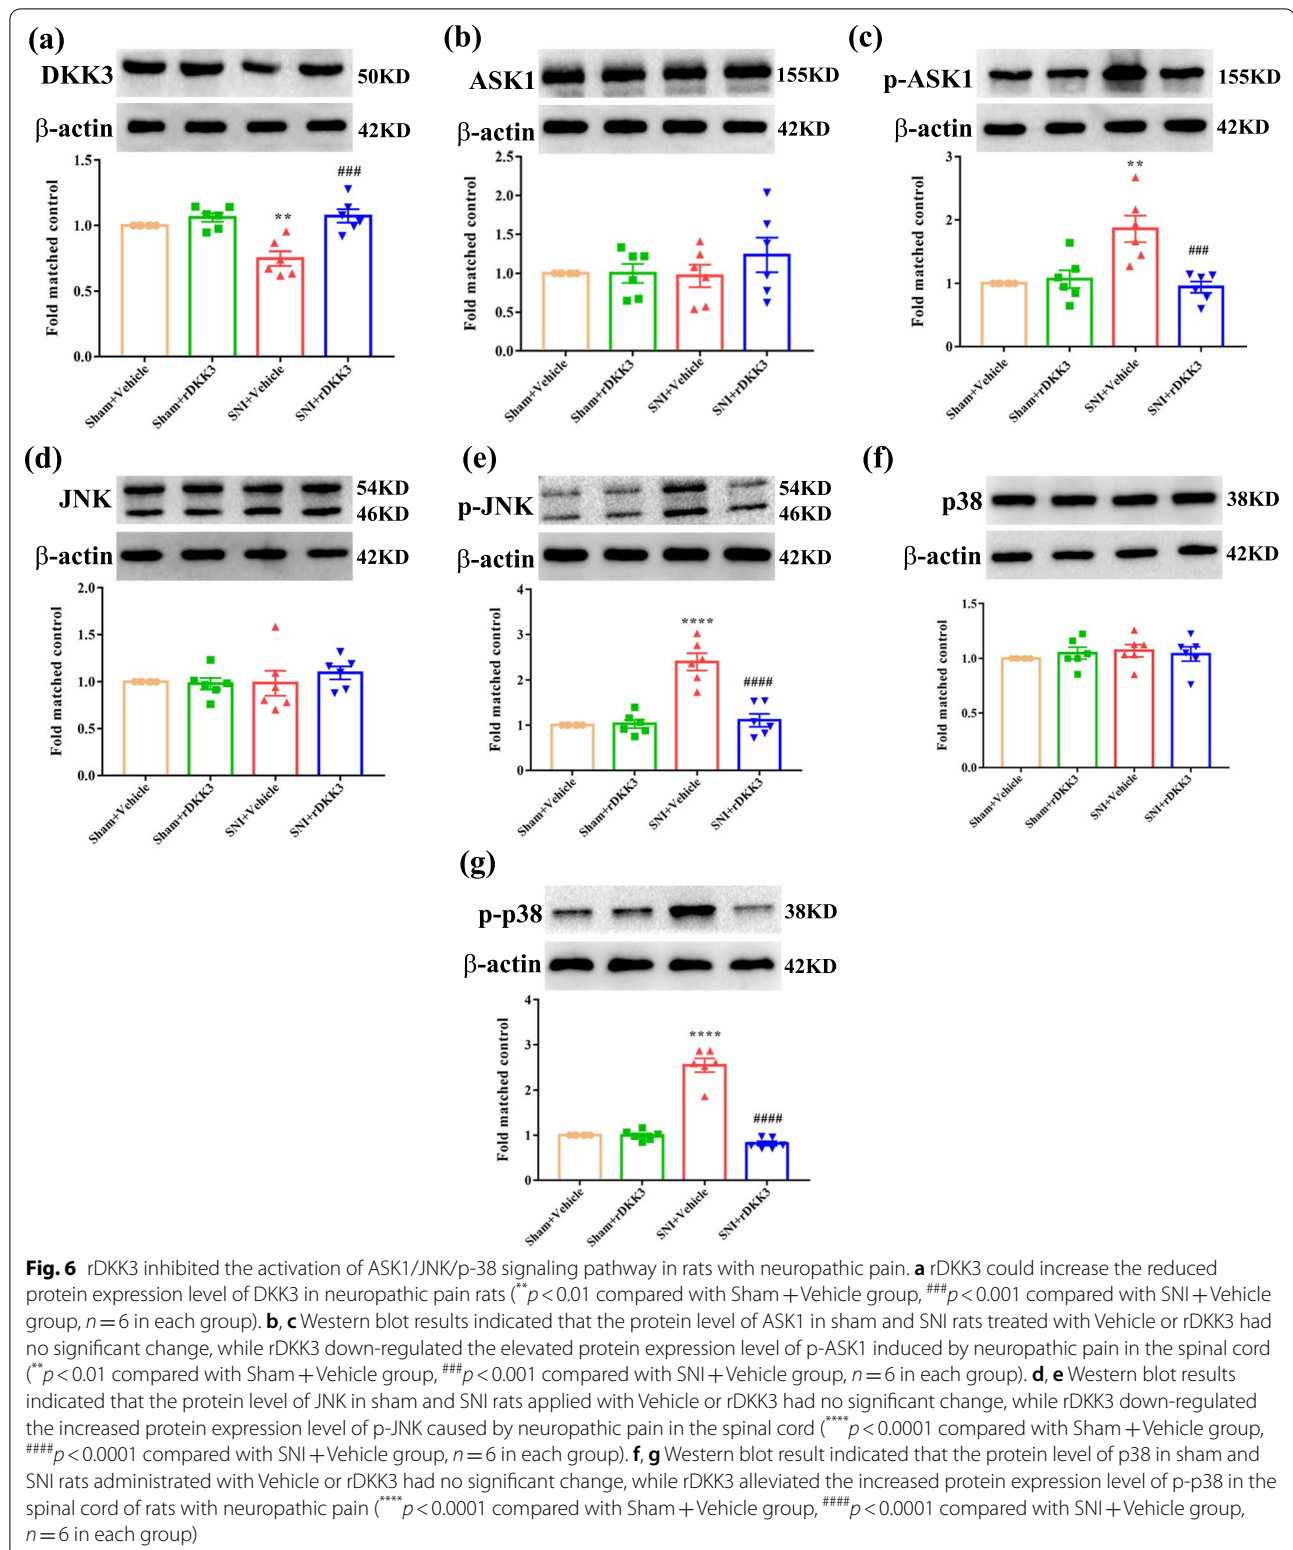 (a)
DKK3
50KD
β-actin
42KD
Fold matched control
1.5
1.0
0.5
0.0
**
###
Sham+Vehicle
Sham+rDKK3
SNI+Vehicle
SNI+rDKK3
(b)
ASK1
155KD
β-actin
42KD
Fold matched control
2.5
2.0
1.5
1.0
0.5
0.0
Sham+Vehicle
Sham+rDKK3
SNI+Vehicle
SNI+rDKK3
(c)
p-ASK1
155KD
β-actin
42KD
Fold matched control
3
2
1
0
**
###
Sham+Vehicle
Sham+rDKK3
SNI+Vehicle
SNI+rDKK3
(d)
JNK
54KD
46KD
β-actin
42KD
Fold matched control
2.0
1.5
1.0
0.5
0.0
Sham+Vehicle
Sham+rDKK3
SNI+Vehicle
SNI+rDKK3
(e)
p-JNK
54KD
46KD
β-actin
42KD
Fold matched control
4
3
2
1
0
****
####
Sham+Vehicle
Sham+rDKK3
SNI+Vehicle
SNI+rDKK3
(f)
p38
38KD
β-actin
42KD
Fold matched control
1.5
1.0
0.5
0.0
Sham+Vehicle
Sham+rDKK3
SNI+Vehicle
SNI+rDKK3
(g)
p-p38
38KD
β-actin
42KD
Fold matched control
4
3
2
1
0
****
####
Sham+Vehicle
Sham+rDKK3
SNI+Vehicle
SNI+rDKK3
Fig. 6 rDKK3 inhibited the activation of ASK1/JNK/p-38 signaling pathway in rats with neuropathic pain. a rDKK3 could increase the reduced
protein expression level of DKK3 in neuropathic pain rats (**p < 0.01 compared with Sham + Vehicle group, ###p < 0.001 compared with SNI + Vehicle
group, n = 6 in each group). b, c Western blot results indicated that the protein level of ASK1 in sham and SNI rats treated with Vehicle or rDKK3 had
no significant change, while rDKK3 down-regulated the elevated protein expression level of p-ASK1 induced by neuropathic pain in the spinal cord
(**p < 0.01 compared with Sham + Vehicle group, ###p < 0.001 compared with SNI + Vehicle group, n = 6 in each group). d, e Western blot results
indicated that the protein level of JNK in sham and SNI rats applied with Vehicle or rDKK3 had no significant change, while rDKK3 down-regulated
the increased protein expression level of p-JNK caused by neuropathic pain in the spinal cord (****p < 0.0001 compared with Sham + Vehicle group,
####p < 0.0001 compared with SNI + Vehicle group, n = 6 in each group). f, g Western blot result indicated that the protein level of p38 in sham and
SNI rats administrated with Vehicle or rDKK3 had no significant change, while rDKK3 alleviated the increased protein expression level of p-p38 in the
spinal cord of rats with neuropathic pain (****p < 0.0001 compared with Sham + Vehicle group, ####p < 0.0001 compared with SNI + Vehicle group,
n = 6 in each group)